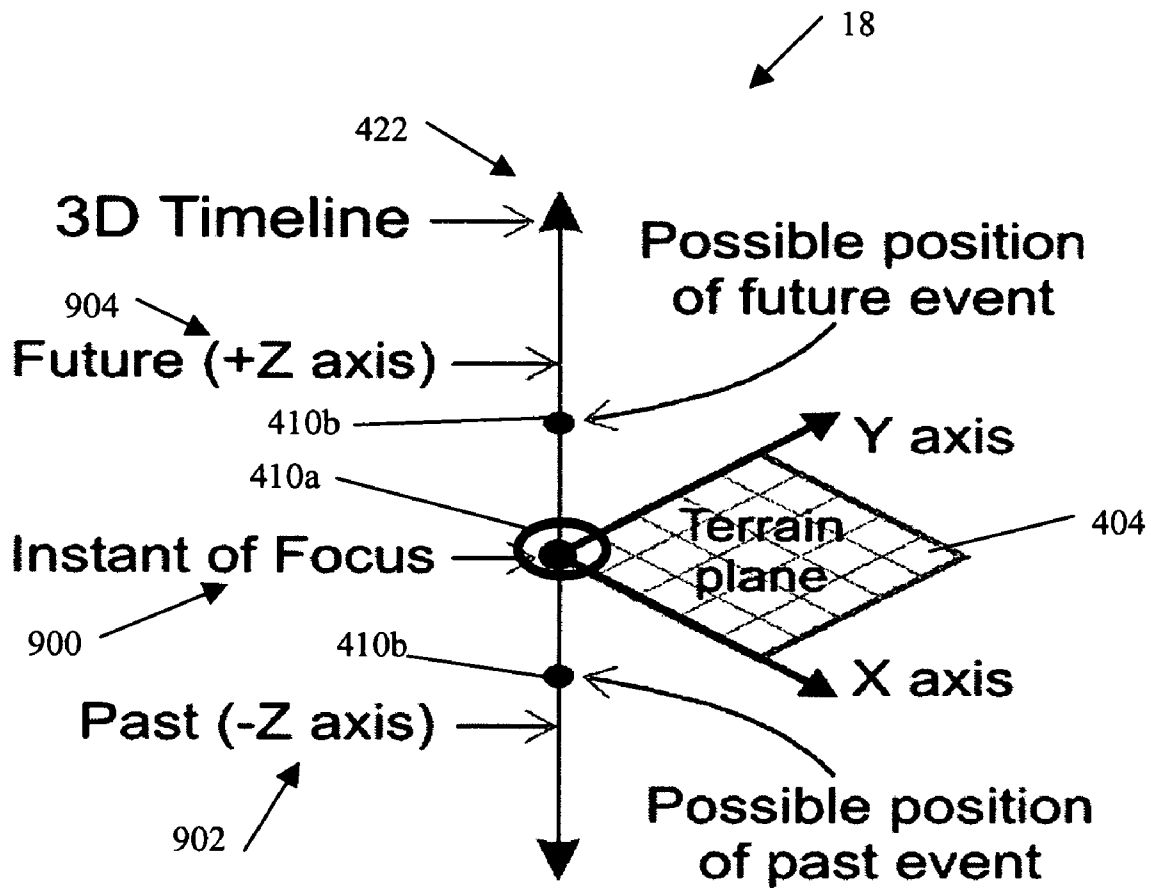 18
422
3D Timeline
Possible position
of future event
904
Future (+Z axis)
410b
Y axis
410a
Terrain
plane
404
Instant of Focus
900
410b
X axis
Past (-Z axis)
Possible position
of past event
902